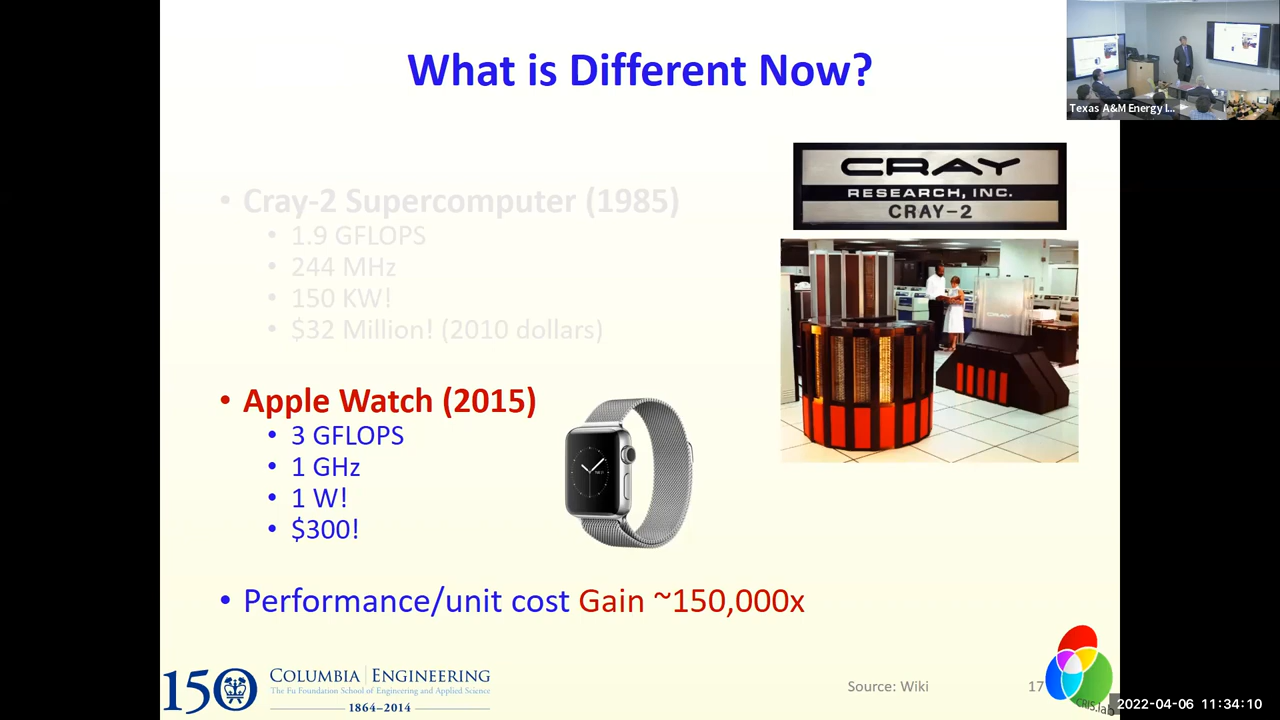 What is Different Now?
Texas A&M Energy I...
CRAY
RESEARCH, INC.
CRAY-2
• Cray-2 Supercomputer (1985)
• 1.9 GFLOPS
• 244 MHz
• 150 KW!
• $32 Million! (2010 dollars)
CRAY
• Apple Watch (2015)
• 3 GFLOPS
• 1 GHz
• 1 W!
• $300!
• Performance/unit cost Gain ~150,000x
150
COLUMBIA | ENGINEERING
The Fu Foundation School of Engineering and Applied Science
1864–2014
Source: Wiki
17
CRIS.lab
2022-04-06 11:34:10